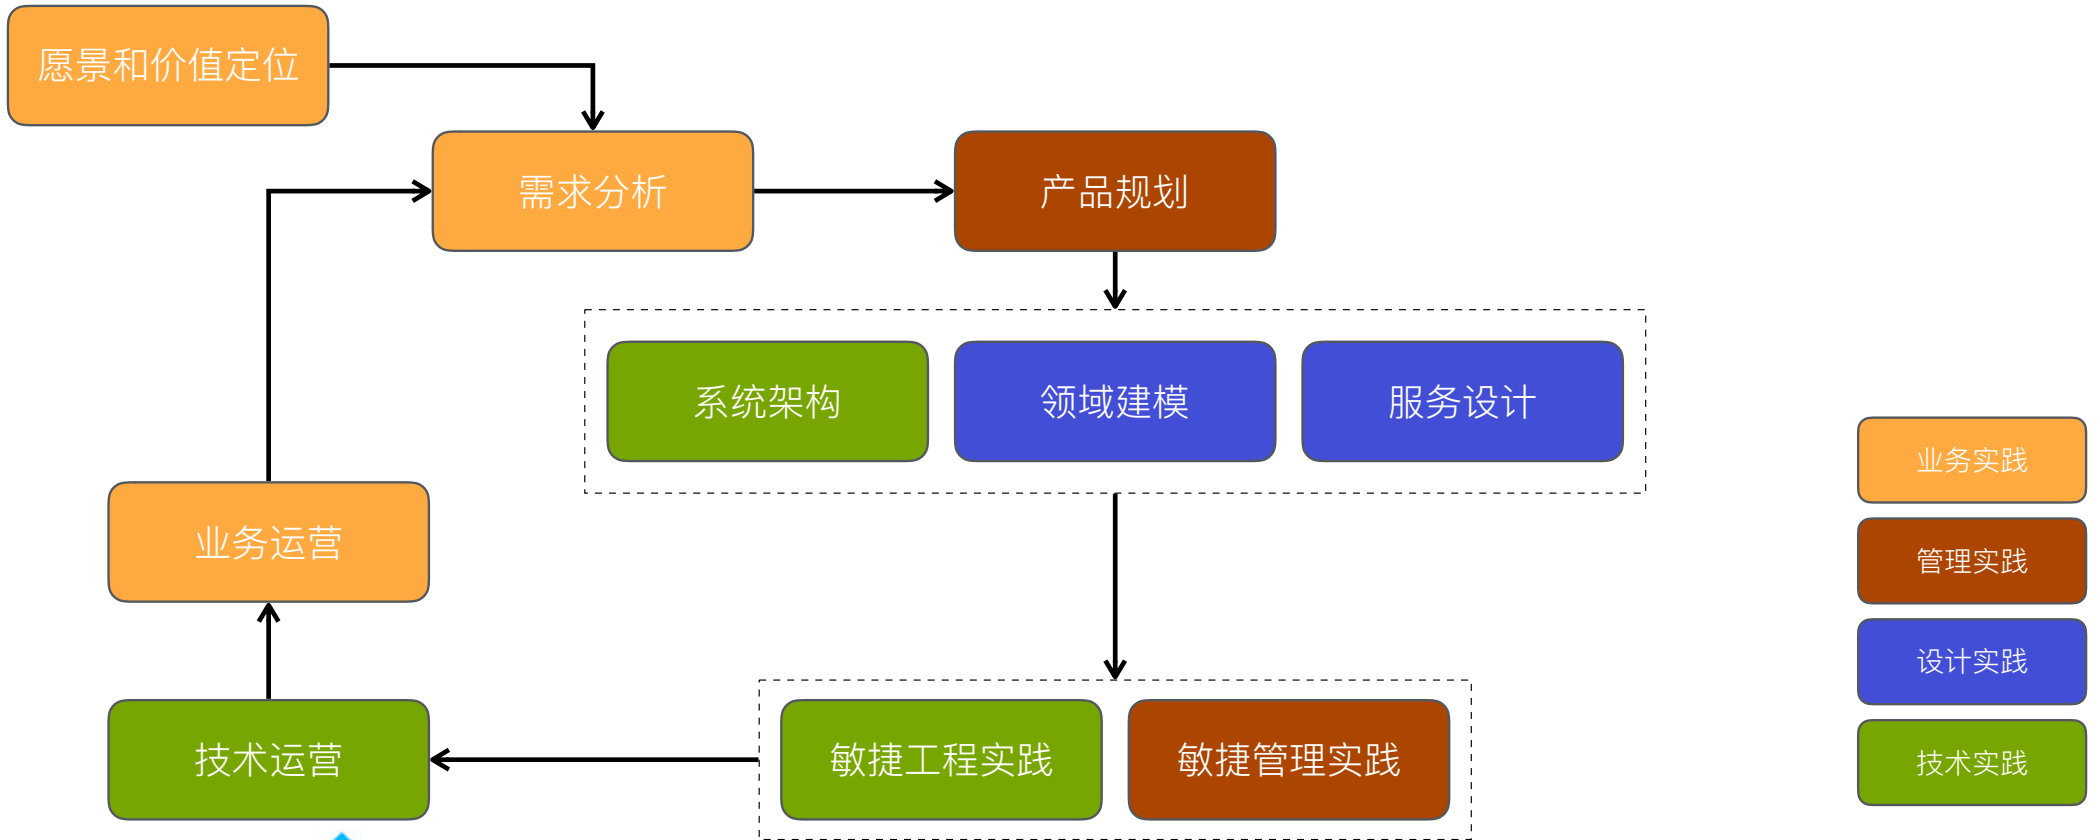 愿景和价值定位
需求分析
产品规划
系统架构
领域建模
服务设计
业务运营
技术运营
敏捷工程实践
敏捷管理实践
业务实践
管理实践
设计实践
技术实践